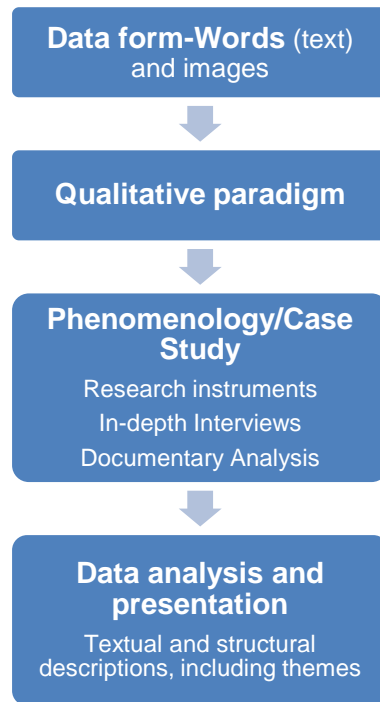 Data form-Words (text)
and images
Qualitative paradigm
Phenomenology/Case
Study
Research instruments
In-depth Interviews
Documentary Analysis
Data analysis and
presentation
Textual and structural
descriptions, including themes